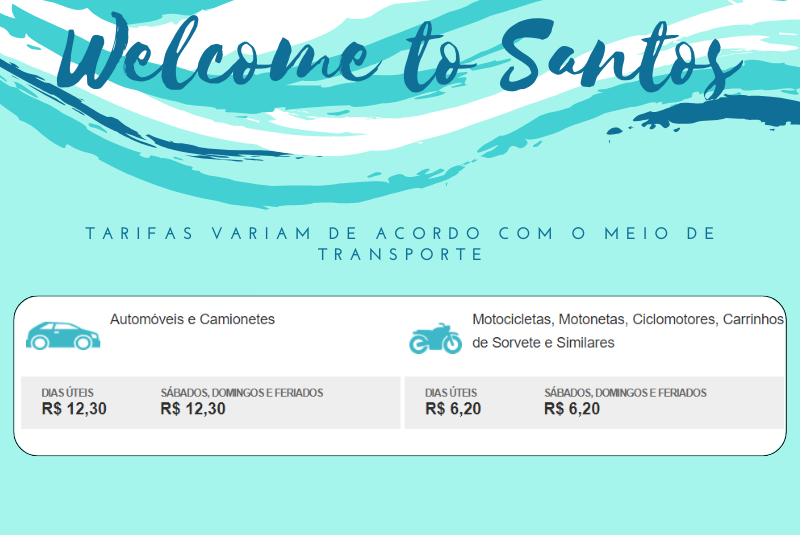 Welcome to Santos
TARIFAS VARIAM DE ACORDO COM O MEIO DE
TRANSPORTE
Automóveis e Camionetes
DIAS ÚTEIS SÁBADOS, DOMINGOS E FERIADOS
R$ 12,30 R$ 12,30
Motocicletas, Motonetas, Ciclomotores, Carrinhos
de Sorvete e Similares
DIAS ÚTEIS SÁBADOS, DOMINGOS E FERIADOS
R$ 6,20 R$ 6,20